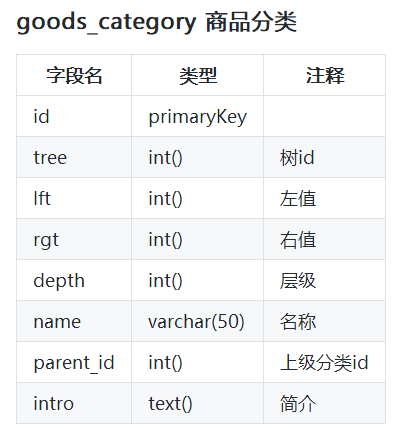 goods_category 商品分类
字段名 类型 注释
id primaryKey
tree int() 树id
lft int() 左值
rgt int() 右值
depth int() 层级
name varchar(50) 名称
parent_id int() 上级分类id
intro text() 简介